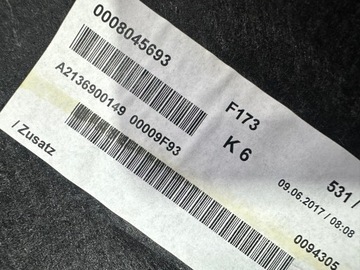 0008045693
F173
A2136900149 00009F93
K 6
531 /
/ Zusatz
09.06.2017 / 08:08
0094305